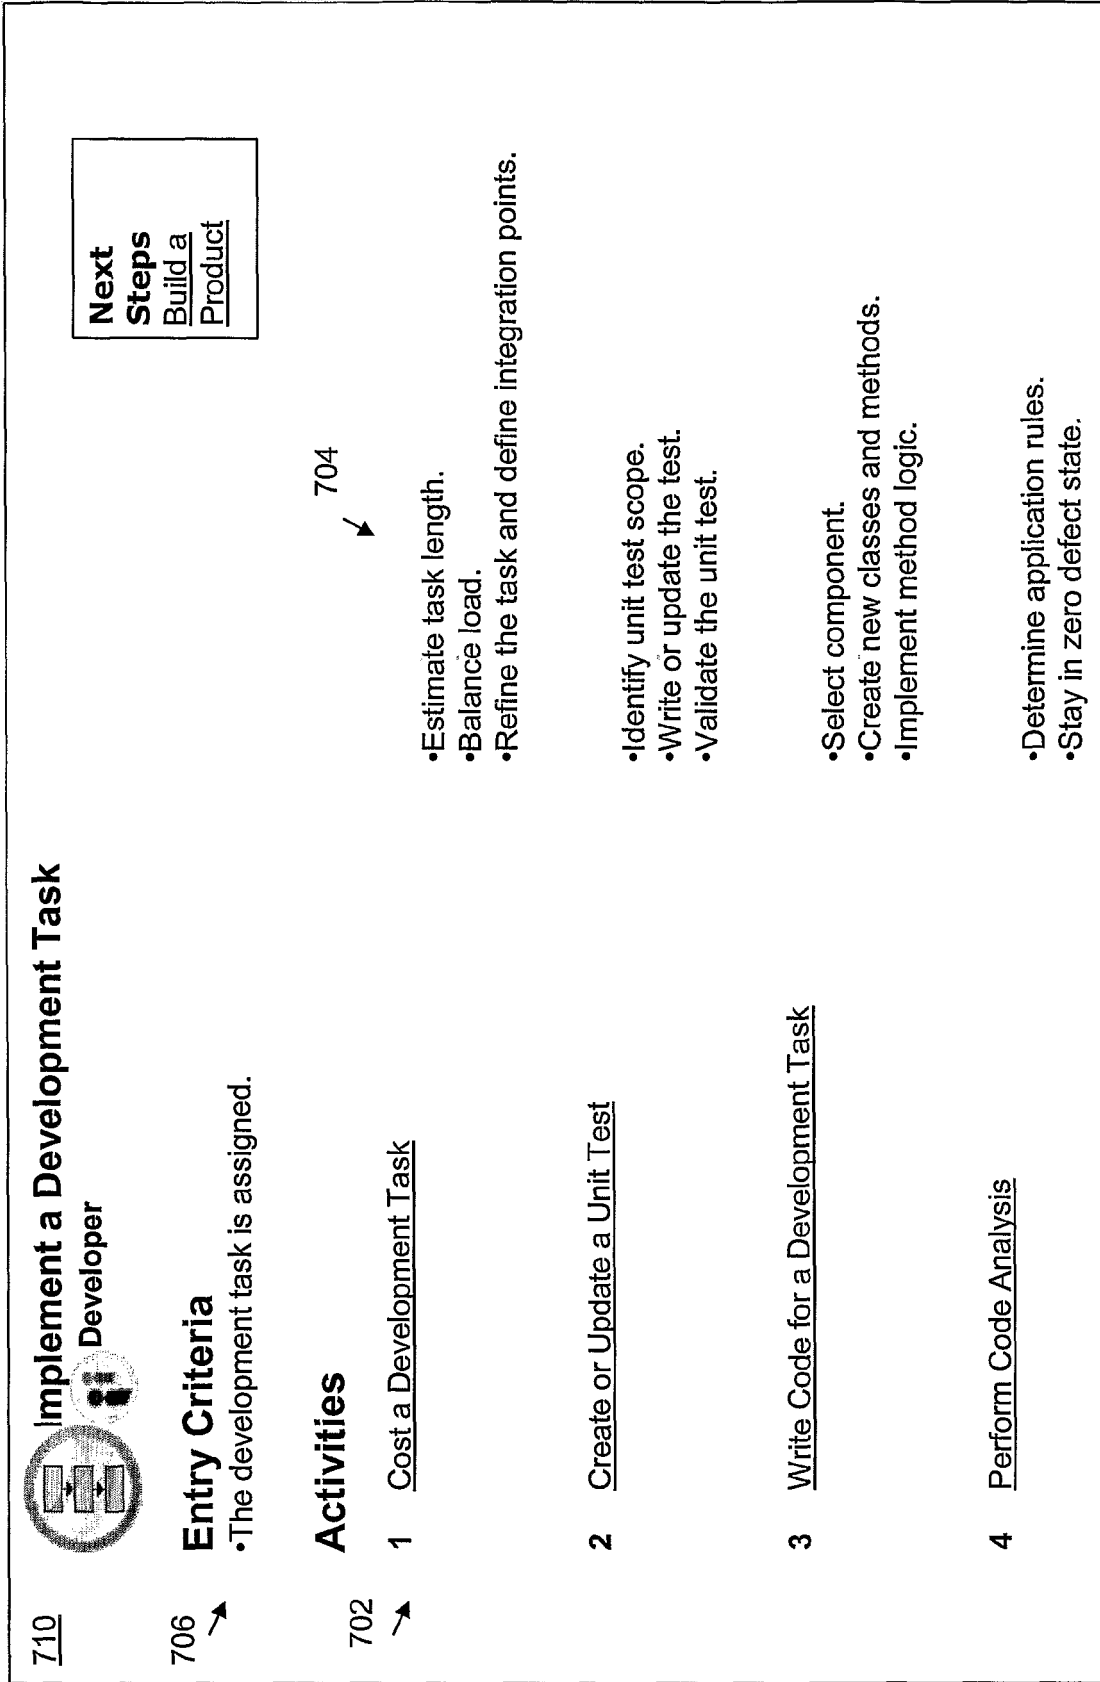 710
Implement a Development Task
Developer
Next
Steps
Build a
Product
706
Entry Criteria
•The development task is assigned.
702
Activities
704
1 Cost a Development Task
•Estimate task length.
•Balance load.
•Refine the task and define integration points.
2 Create or Update a Unit Test
•Identify unit test scope.
•Write or update the test.
•Validate the unit test.
3 Write Code for a Development Task
•Select component.
•Create new classes and methods.
•Implement method logic.
4 Perform Code Analysis
•Determine application rules.
•Stay in zero defect state.